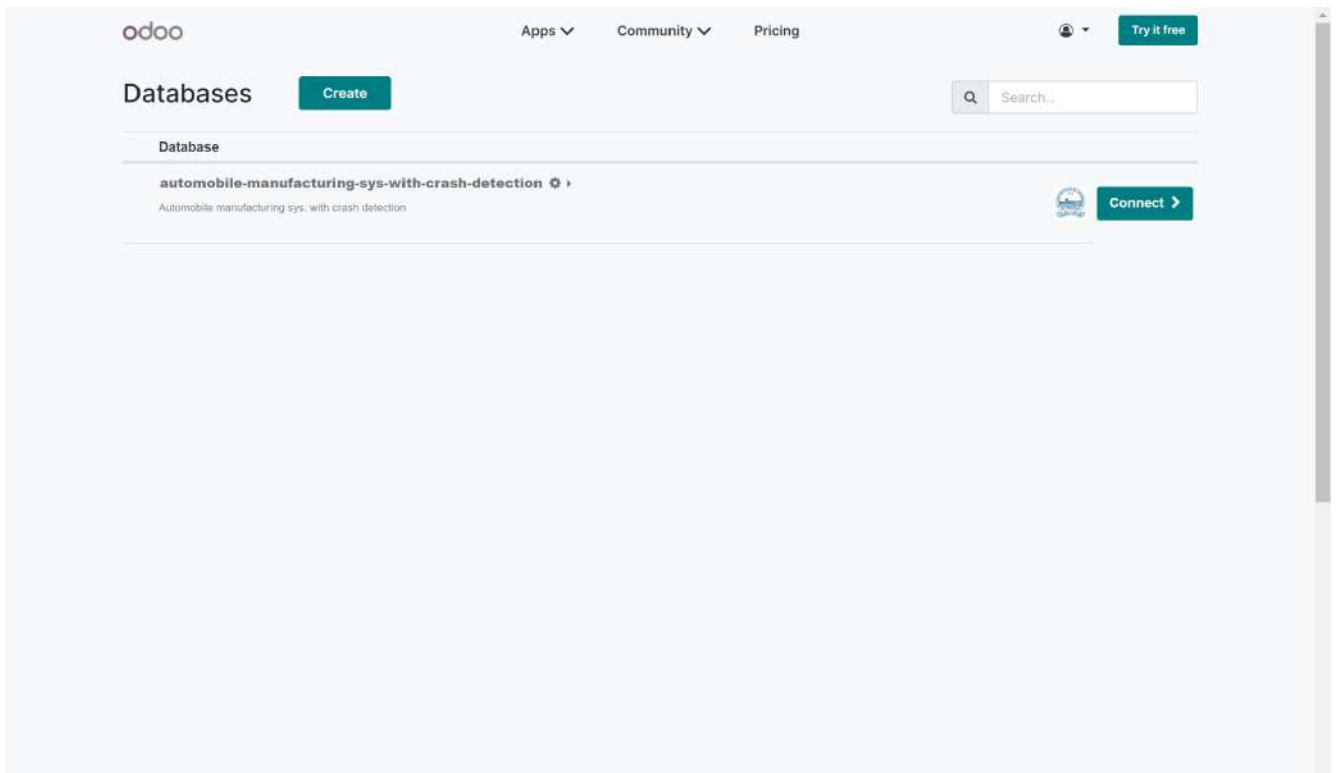 odoo
Apps
Community
Pricing
Try it free
Databases
Create
Search..
Database
automobile-manufacturing-sys-with-crash-detection
Automobile manufacturing sys. with crash detection
Connect